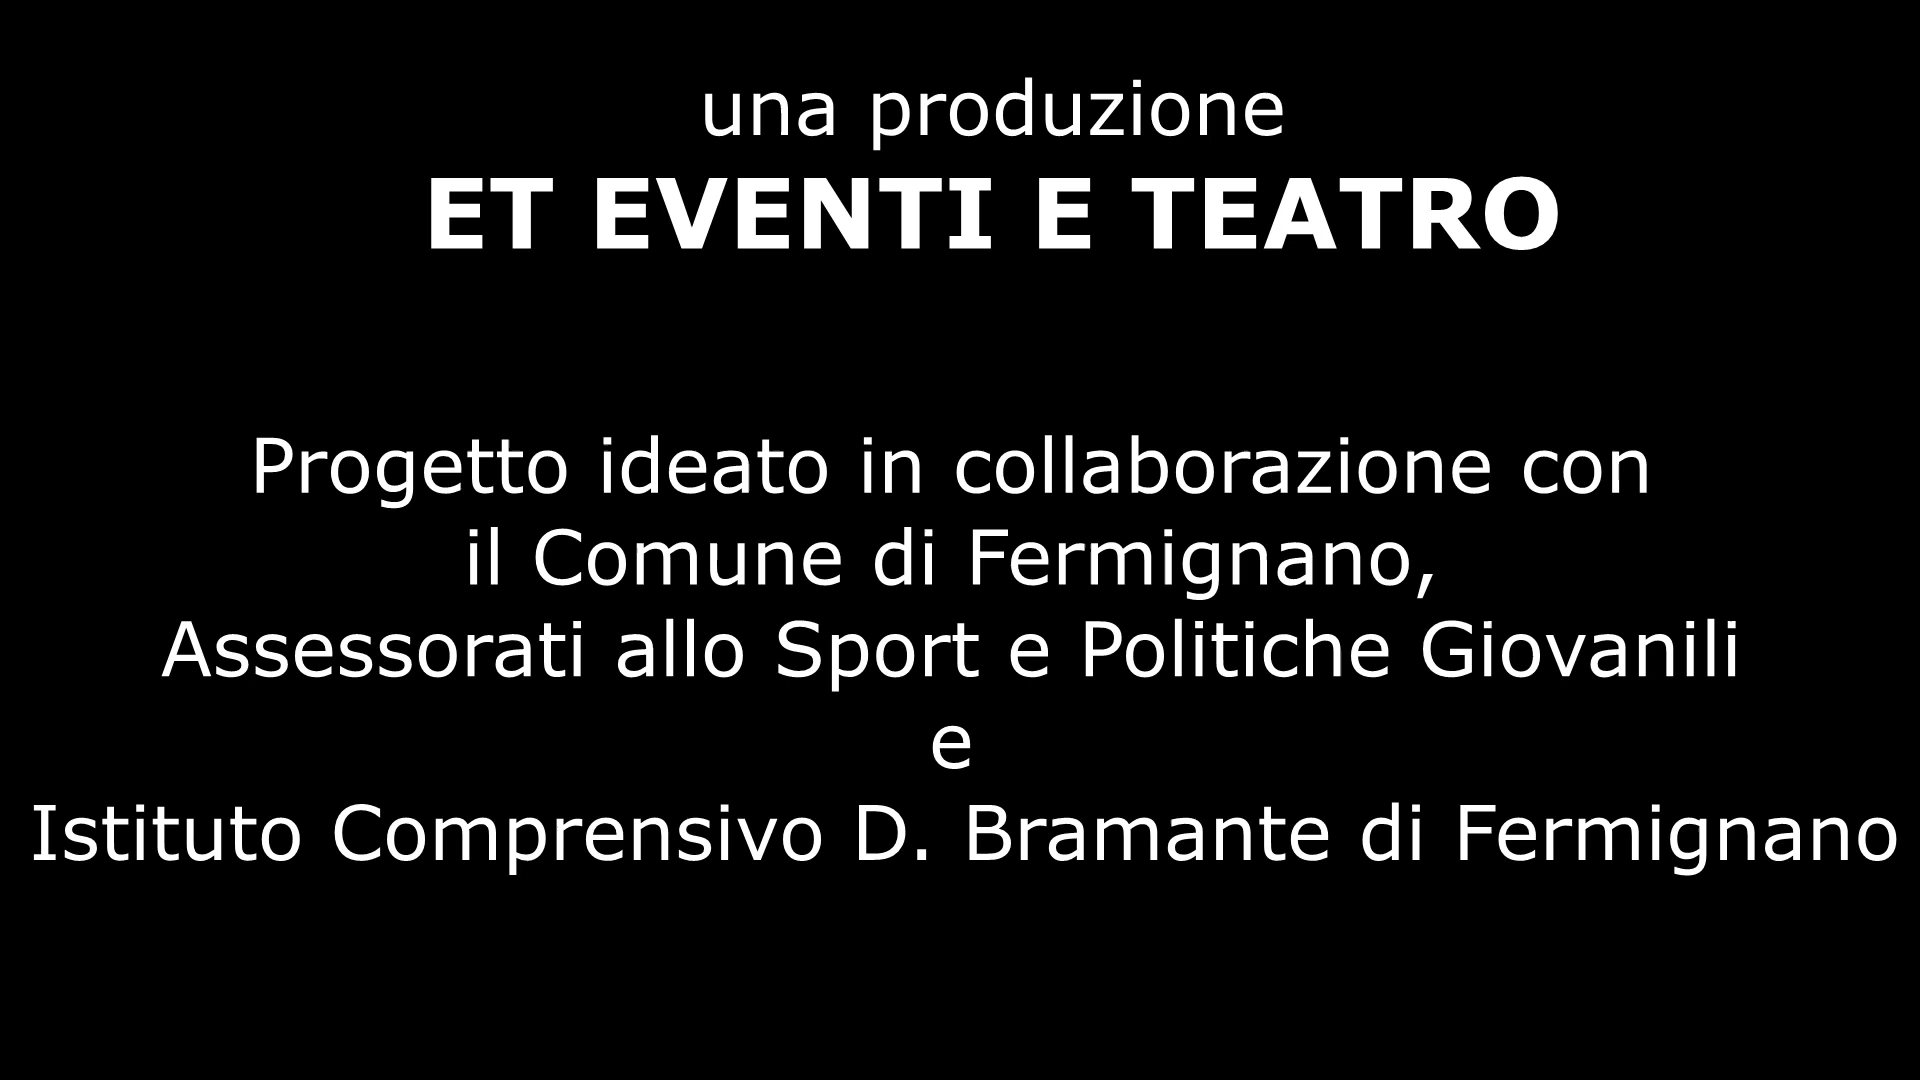 una produzione
ET EVENTI E TEATRO
Progetto ideato in collaborazione con
il Comune di Fermignano,
Assessorati allo Sport e Politiche Giovanili
e
Istituto Comprensivo D. Bramante di Fermignano